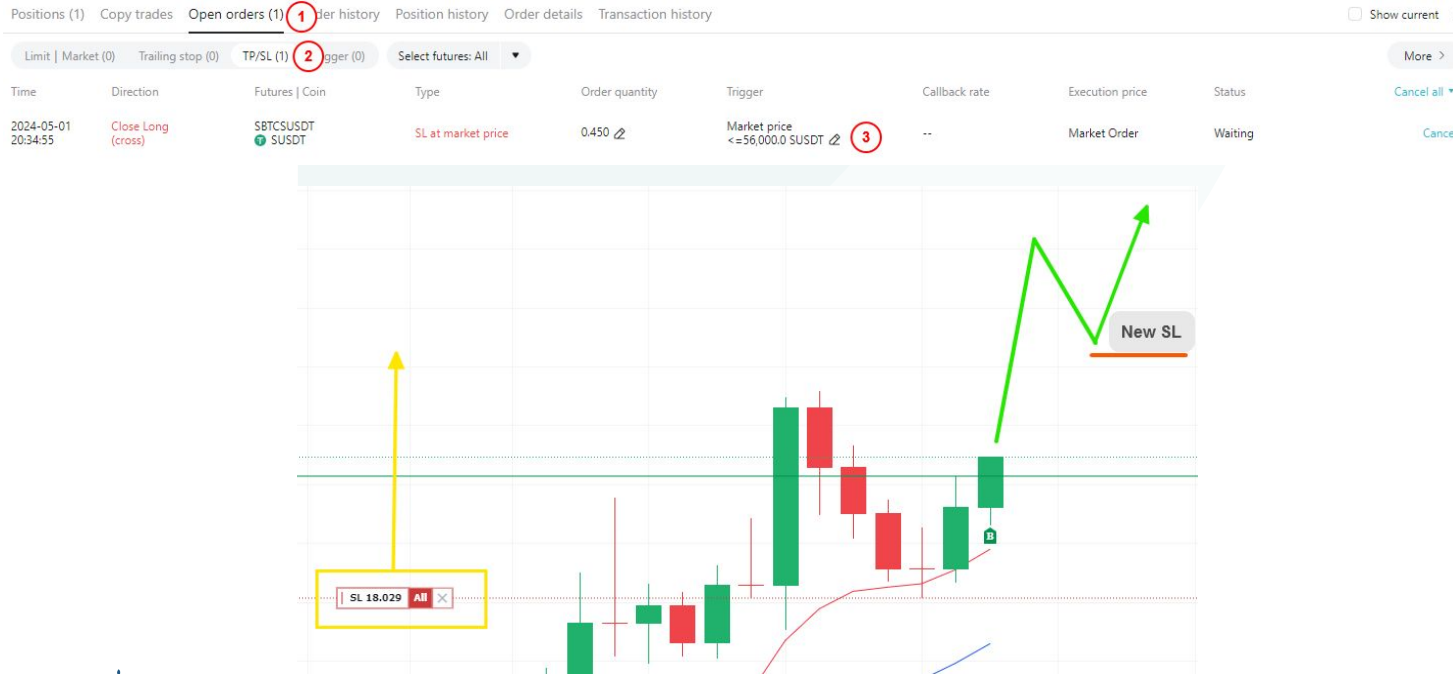 Positions (1) Copy trades Open orders (1) 1 der history Position history Order details Transaction history Show current
Limit | Market (0) Trailing stop (0) TP/SL (1) 2 gger (0) Select futures: All More >
Time Direction Futures | Coin Type Order quantity Trigger Callback rate Execution price Status Cancel all
2024-05-01 Close Long SBTCSUSDT SL at market price 0.450 Market price 3 -- Market Order Waiting Cance
20:34:55 (cross) T SUSDT <=56,000.0 SUSDT
New SL
B
SL 18.029 All X